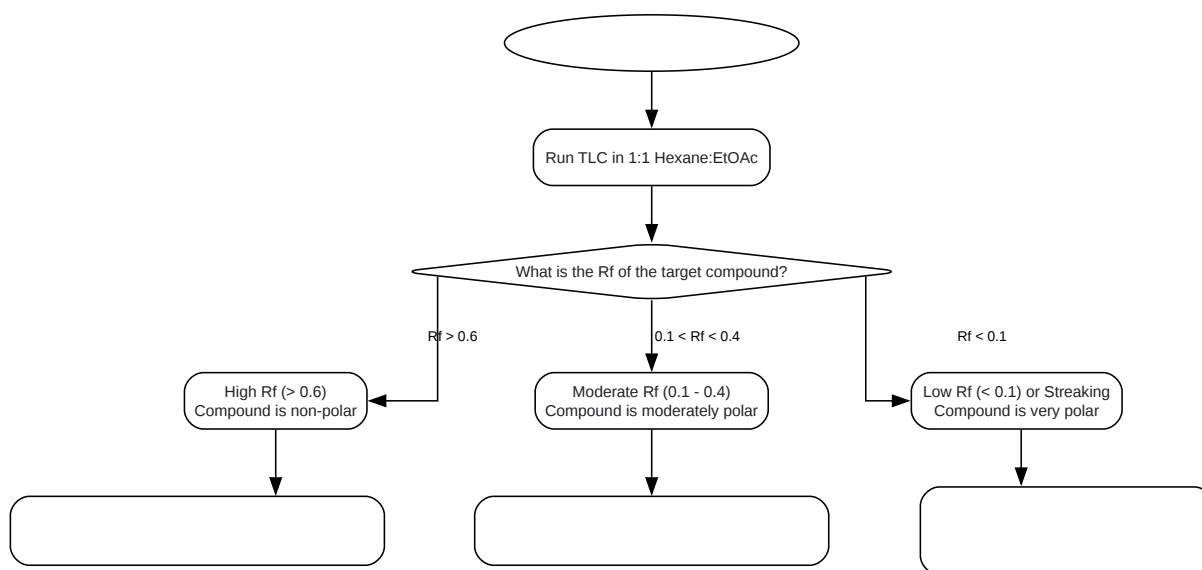 Run TLC in 1:1 Hexane:EtOAc
What is the Rf of the target compound?
Rf > 0.6
0.1 < Rf < 0.4
Rf < 0.1
High Rf (> 0.6)
Compound is non-polar
Moderate Rf (0.1 - 0.4)
Compound is moderately polar
Low Rf (< 0.1) or Streaking
Compound is very polar